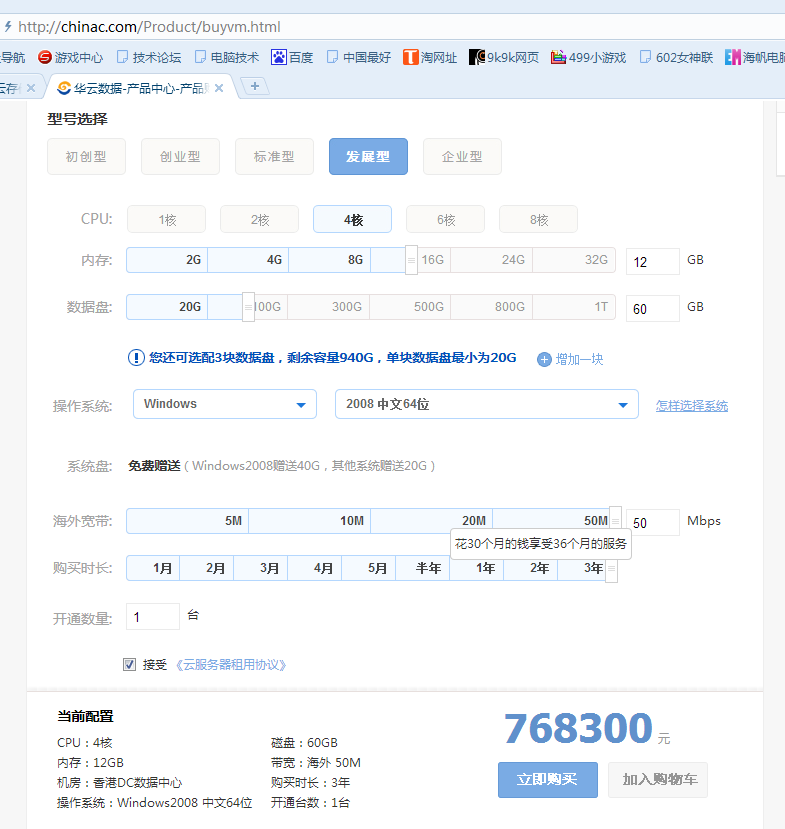 http://chinac.com/Product/buyvm.html
导航 游戏中心 技术论坛 电脑技术 百度 中国最好 淘网址 9k9k网页 499小游戏 602女神联 海帆电脑
云存 华云数据-产品中心-产品
型号选择
初创型 创业型 标准型 发展型 企业型
CPU: 1核 2核 4核 6核 8核
内存: 2G 4G 8G 16G 24G 32G 12 GB
数据盘: 20G 100G 300G 500G 800G 1T 60 GB
您还可选配3块数据盘，剩余容量940G，单块数据盘最小为20G 增加一块
操作系统: Windows 2008 中文64位 怎样选择系统
系统盘: 免费赠送（Windows2008赠送40G，其他系统赠送20G）
海外宽带: 5M 10M 20M 50M 50 Mbps
花30个月的钱享受36个月的服务
购买时长: 1月 2月 3月 4月 5月 半年 1年 2年 3年
开通数量: 1 台
接受 《云服务器租用协议》
当前配置
CPU：4核 磁盘：60GB
内存：12GB 带宽：海外 50M
机房：香港DC数据中心 购买时长：3年
操作系统：Windows2008 中文64位 开通台数：1台
768300 元
立即购买 加入购物车